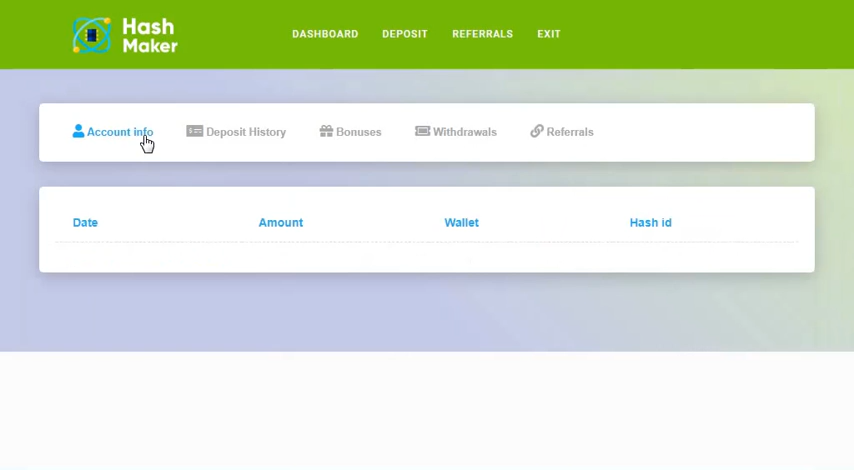 Hash
Maker
DASHBOARD DEPOSIT REFERRALS EXIT
Account info Deposit History Bonuses Withdrawals Referrals
Date Amount Wallet Hash id